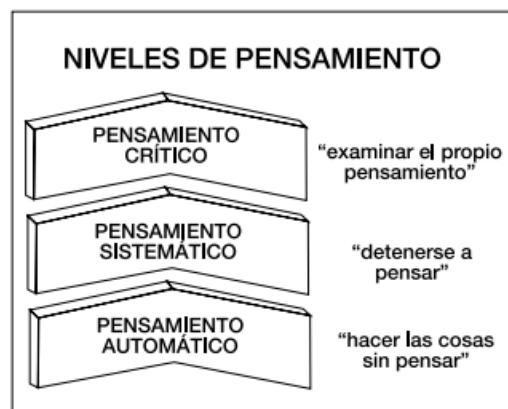 NIVELES DE PENSAMIENTO
PENSAMIENTO
CRÍTICO
“examinar el propio
pensamiento”
PENSAMIENTO
SISTEMÁTICO
“detenerse a
pensar”
PENSAMIENTO
AUTOMÁTICO
“hacer las cosas
sin pensar”